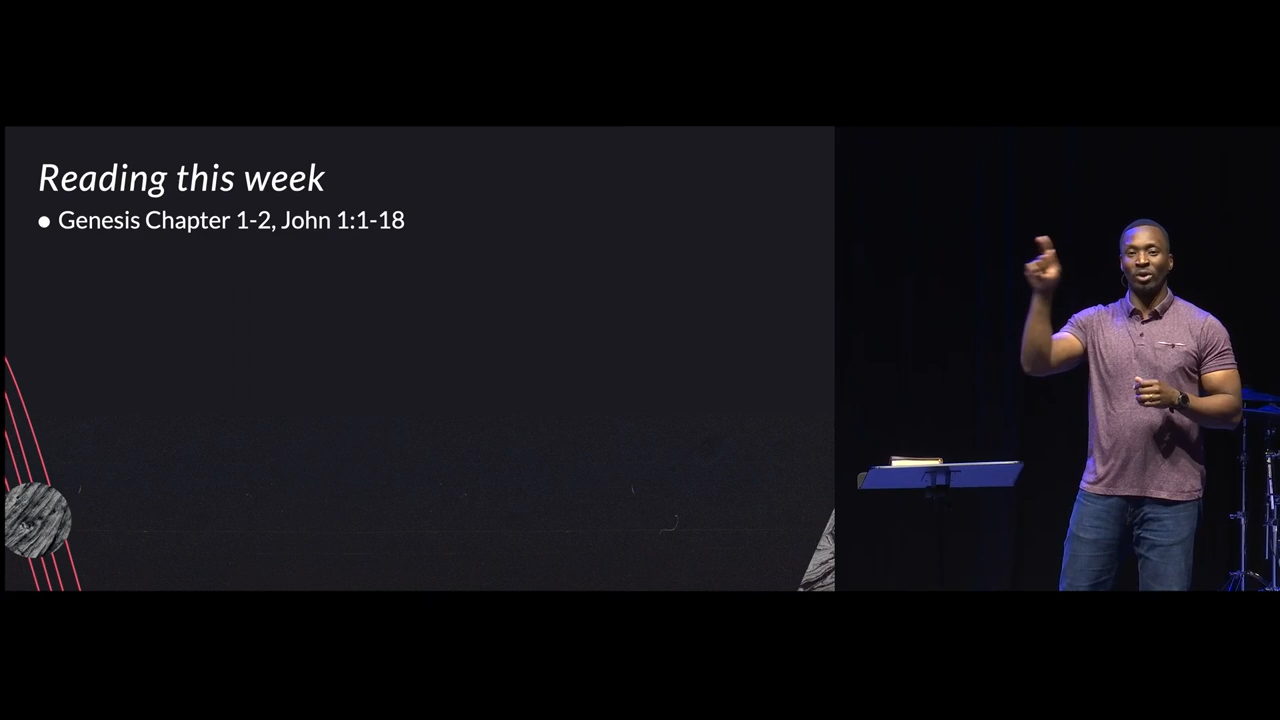 Reading this week
● Genesis Chapter 1-2, John 1:1-18